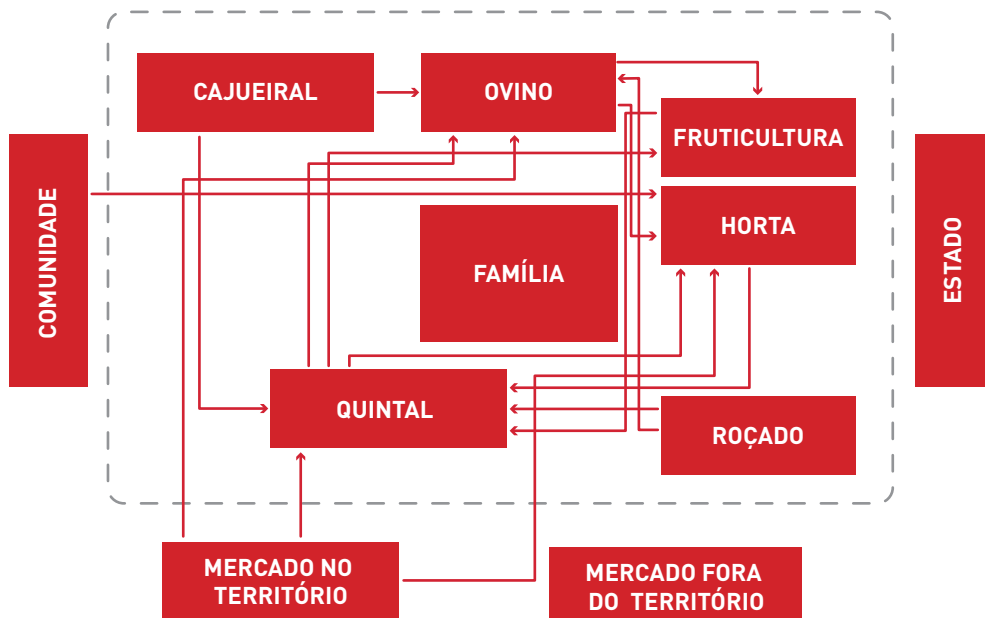 CAJUEIRAL
OVINO
FRUTICULTURA
COMUNIDADE
HORTA
ESTADO
FAMÍLIA
QUINTAL
ROÇADO
MERCADO NO
TERRITÓRIO
MERCADO FORA
DO TERRITÓRIO